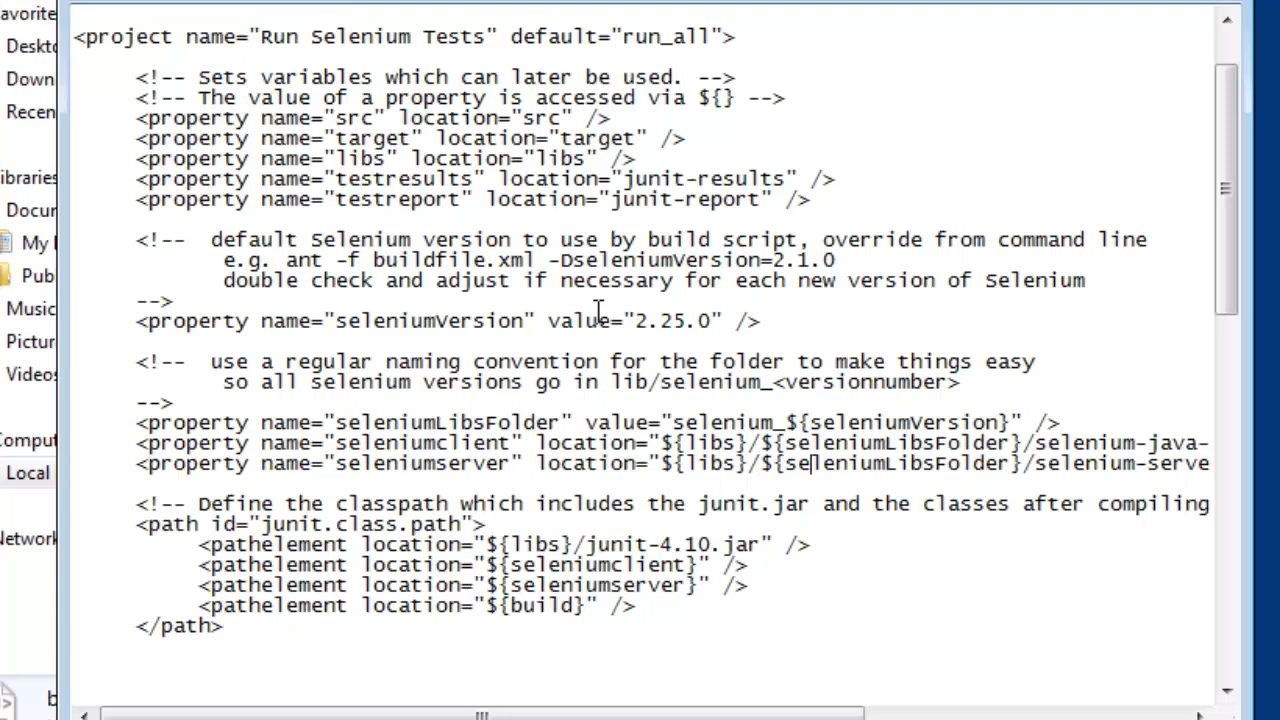 avorite
Deskto
Down
Recen
ibraries
Docur
My I
Pub
Music
Picture
Videos
Comput
Local
Networl
b
<project name="Run Selenium Tests" default="run_all">
<!-- Sets variables which can later be used. -->
<!-- The value of a property is accessed via ${} -->
<property name="src" location="src" />
<property name="target" location="target" />
<property name="libs" location="libs" />
<property name="testresults" location="junit-results" />
<property name="testreport" location="junit-report" />
<!-- default Selenium version to use by build script, override from command line
e.g. ant -f buildfile.xml -DseleniumVersion=2.1.0
double check and adjust if necessary for each new version of Selenium
-->
<property name="seleniumVersion" value="2.25.0" />
<!-- use a regular naming convention for the folder to make things easy
so all selenium versions go in lib/selenium_<versionnumber>
-->
<property name="seleniumLibsFolder" value="selenium_${seleniumVersion}" />
<property name="seleniumclient" location="${libs}/${seleniumLibsFolder}/selenium-java-
<property name="seleniumserver" location="${libs}/${seleniumLibsFolder}/selenium-serve
<!-- Define the classpath which includes the junit.jar and the classes after compiling
<path id="junit.class.path">
<pathelement location="${libs}/junit-4.10.jar" />
<pathelement location="${seleniumclient}" />
<pathelement location="${seleniumserver}" />
<pathelement location="${build}" />
</path>